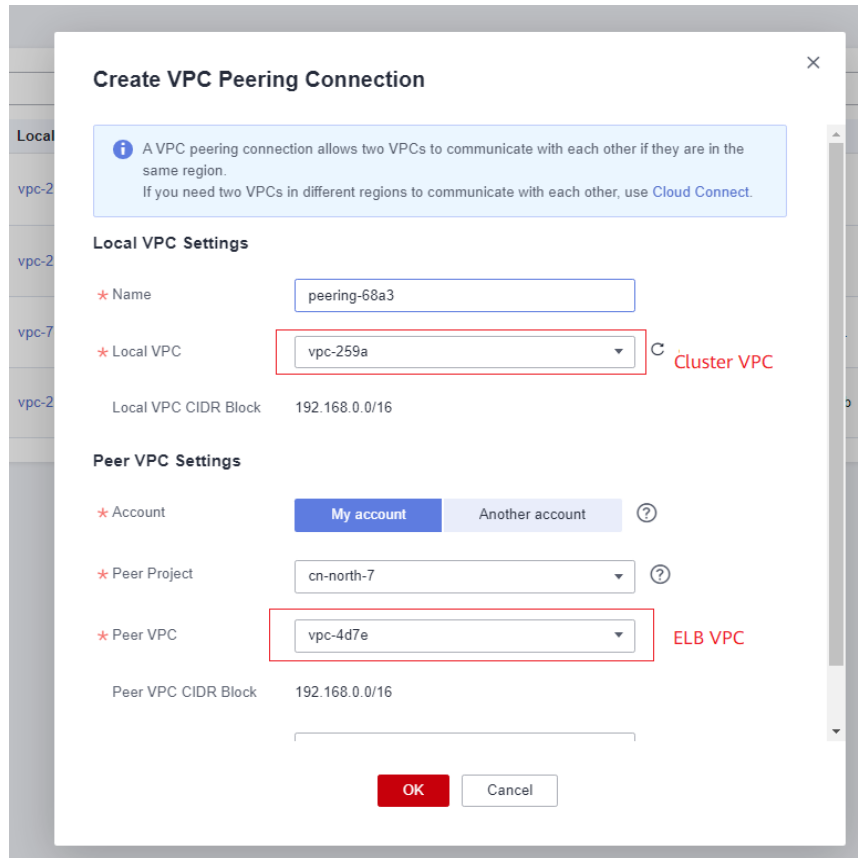 Create VPC Peering Connection
A VPC peering connection allows two VPCs to communicate with each other if they are in the
same region.
If you need two VPCs in different regions to communicate with each other, use Cloud Connect.
Local
vpc-2
vpc-2
vpc-7
vpc-2
Local VPC Settings
* Name
peering-68a3
* Local VPC
vpc-259a
Cluster VPC
Local VPC CIDR Block
192.168.0.0/16
Peer VPC Settings
* Account
My account
Another account
?
* Peer Project
cn-north-7
?
* Peer VPC
vpc-4d7e
ELB VPC
Peer VPC CIDR Block
192.168.0.0/16
OK
Cancel